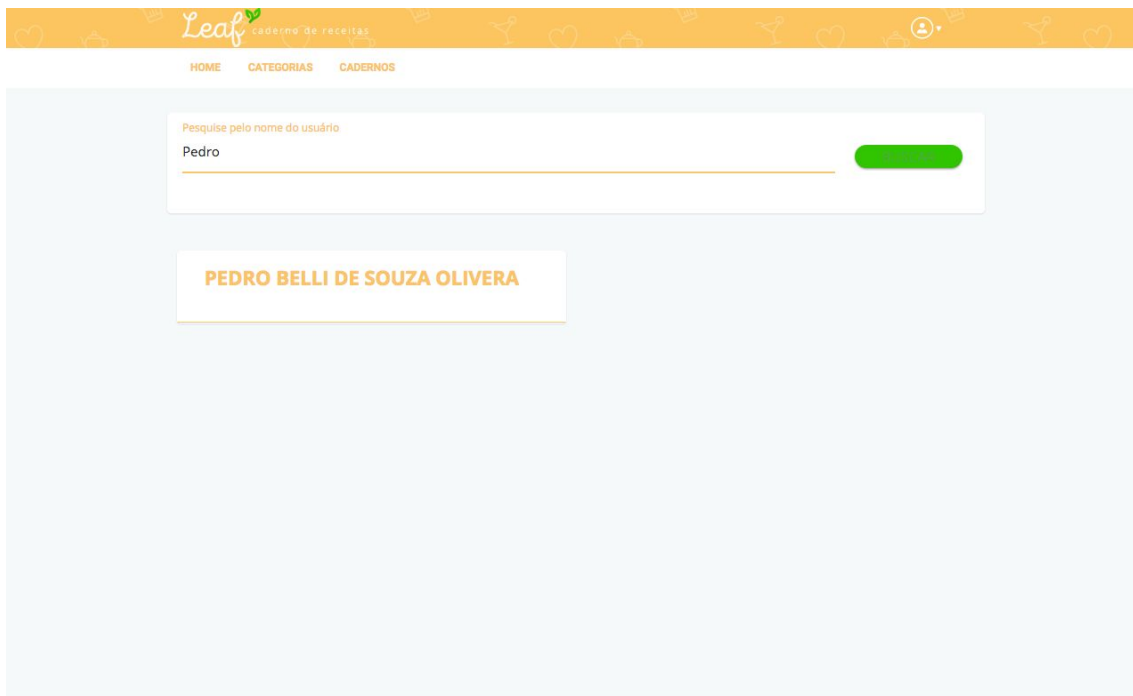 Leaf caderno de receitas
HOME CATEGORIAS CADERNOS
Pesquise pelo nome do usuário
Pedro
PEDRO BELLI DE SOUZA OLIVERA